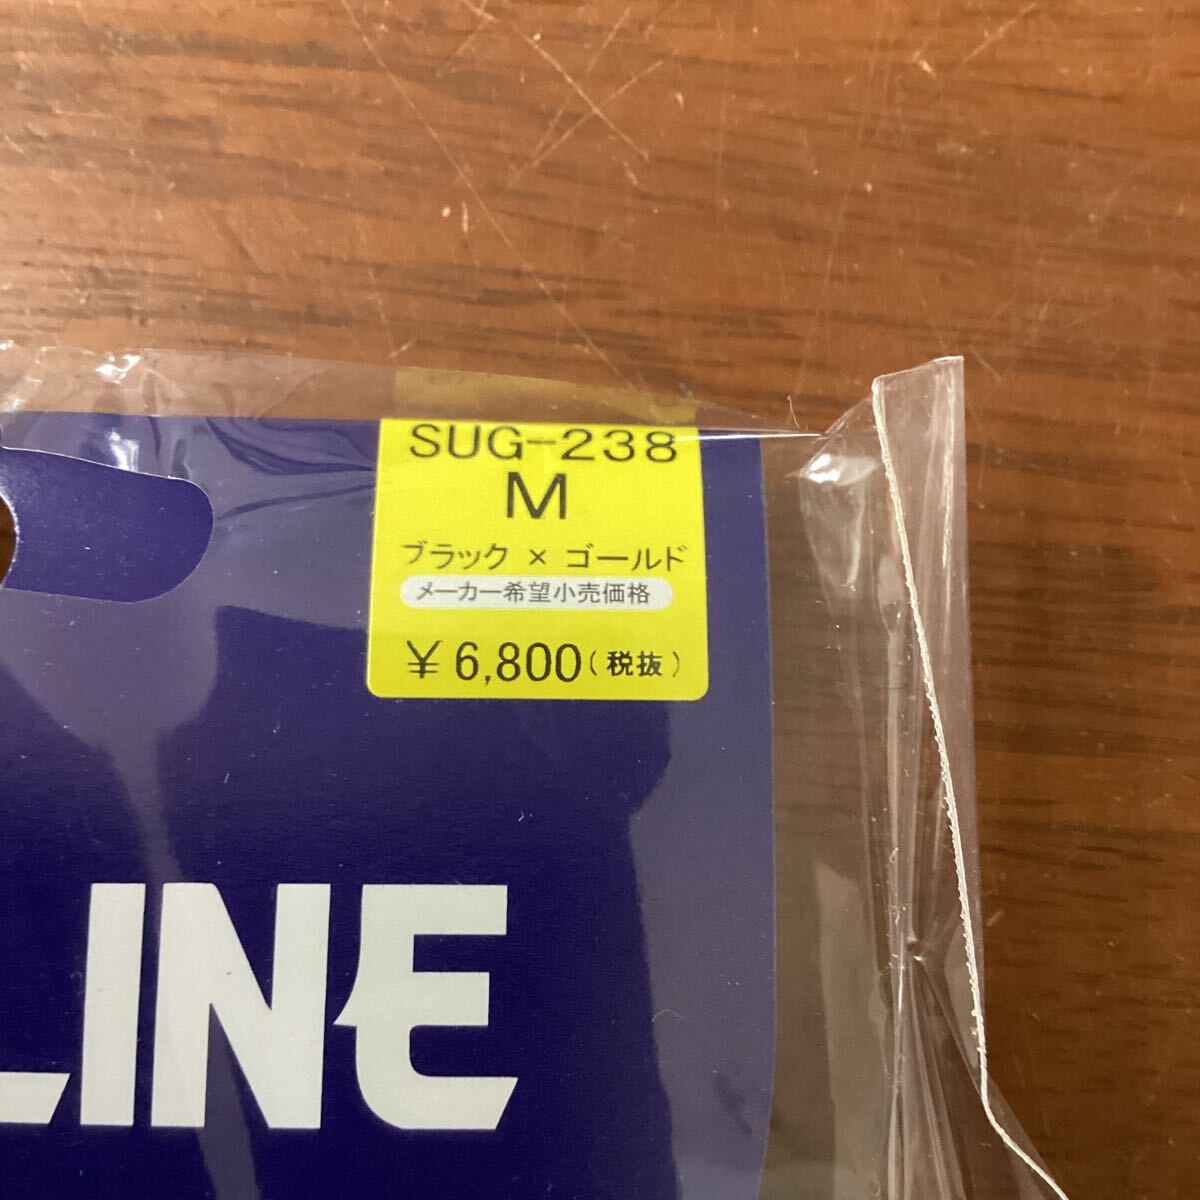 SUG-238
M
ブラック × ゴールド
メーカー希望小売価格
¥6,800(税抜)
LINE